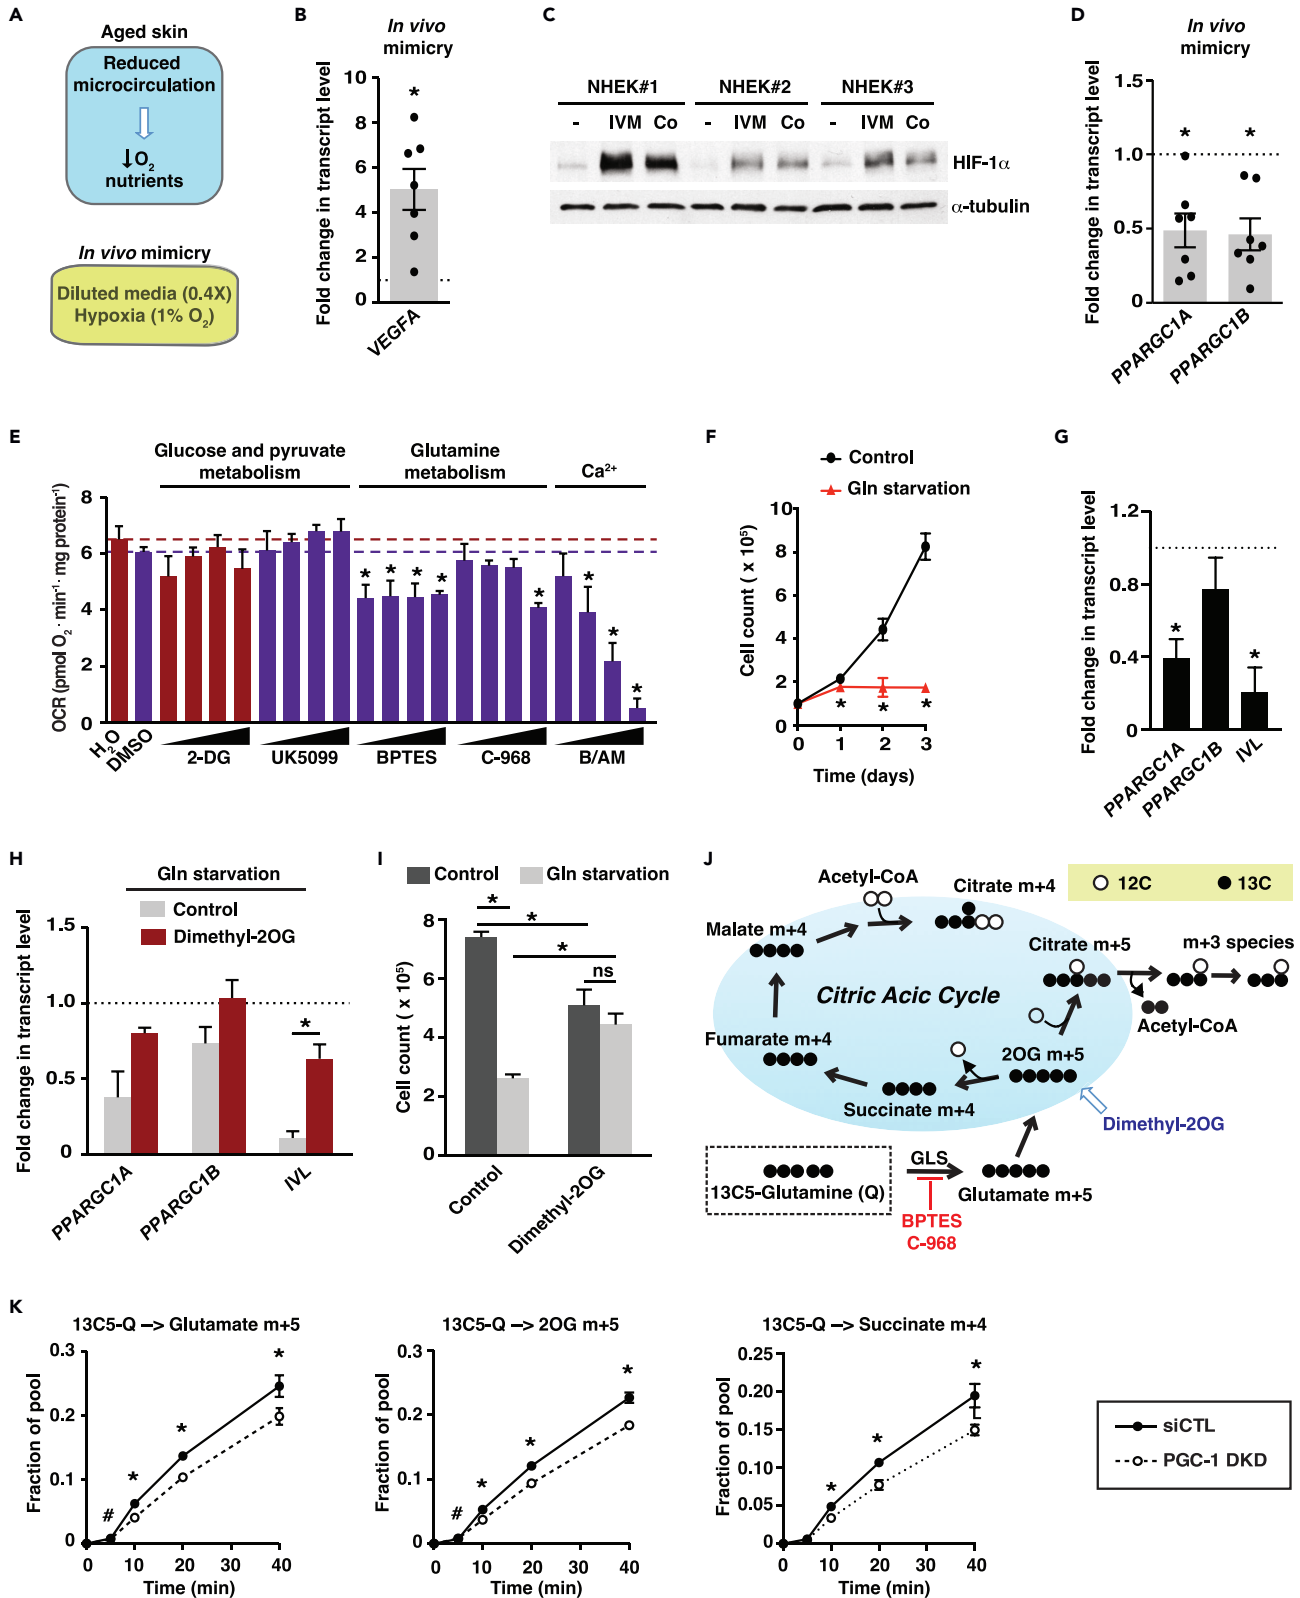 A
Aged skin
Reduced
microcirculation
↓O2
nutrients
In vivo mimicry
Diluted media (0.4X)
Hypoxia (1% O2)
B
In vivo
mimicry
Fold change in transcript level
10
8
6
4
2
1
0
*
VEGFA
C
NHEK#1 NHEK#2 NHEK#3
- IVM Co - IVM Co - IVM Co
HIF-1α
α-tubulin
D
In vivo
mimicry
Fold change in transcript level
1.5
1.0
0.5
0
* *
PPARGC1A
PPARGC1B
E
Glucose and pyruvate
metabolism
Glutamine
metabolism
Ca2+
OCR (pmol O2 · min-1 · mg protein-1)
8
6
4
2
0
* * * * * * * *
H2O
DMSO
2-DG
UK5099
BPTES
C-968
B/AM
F
Control
Gln starvation
Cell count ( x 10^5)
10
8
6
4
2
0
* * *
0 1 2 3
Time (days)
G
Fold change in transcript level
1.2
0.8
0.4
0
* *
PPARGC1A
PPARGC1B
IVL
H
Gln starvation
Control
Dimethyl-2OG
Fold change in transcript level
1.5
1.0
0.5
0
*
PPARGC1A
PPARGC1B
IVL
I
Control Gln starvation
Cell count ( x 10^5)
8
6
4
2
0
*
*
*
ns
Control
Dimethyl-2OG
J
12C 13C
Acetyl-CoA
Citrate m+4
Malate m+4
Citrate m+5
m+3 species
Citric Acic Cycle
Acetyl-CoA
Fumarate m+4
2OG m+5
Succinate m+4
Dimethyl-2OG
GLS
13C5-Glutamine (Q)
Glutamate m+5
BPTES
C-968
K
13C5-Q –> Glutamate m+5
Fraction of pool
0.3
0.2
0.1
0
# * * *
0 10 20 30 40
Time (min)
13C5-Q –> 2OG m+5
Fraction of pool
0.3
0.2
0.1
0
# * * *
0 10 20 30 40
Time (min)
13C5-Q –> Succinate m+4
Fraction of pool
0.25
0.20
0.15
0.10
0.05
0
* * *
0 10 20 30 40
Time (min)
siCTL
PGC-1 DKD